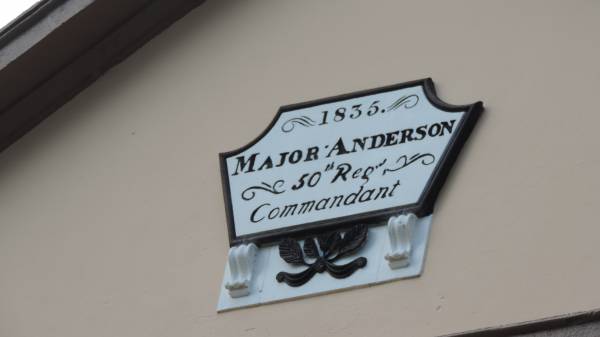 1835.
MAJOR ANDERSON
50th Regt.
Commandant